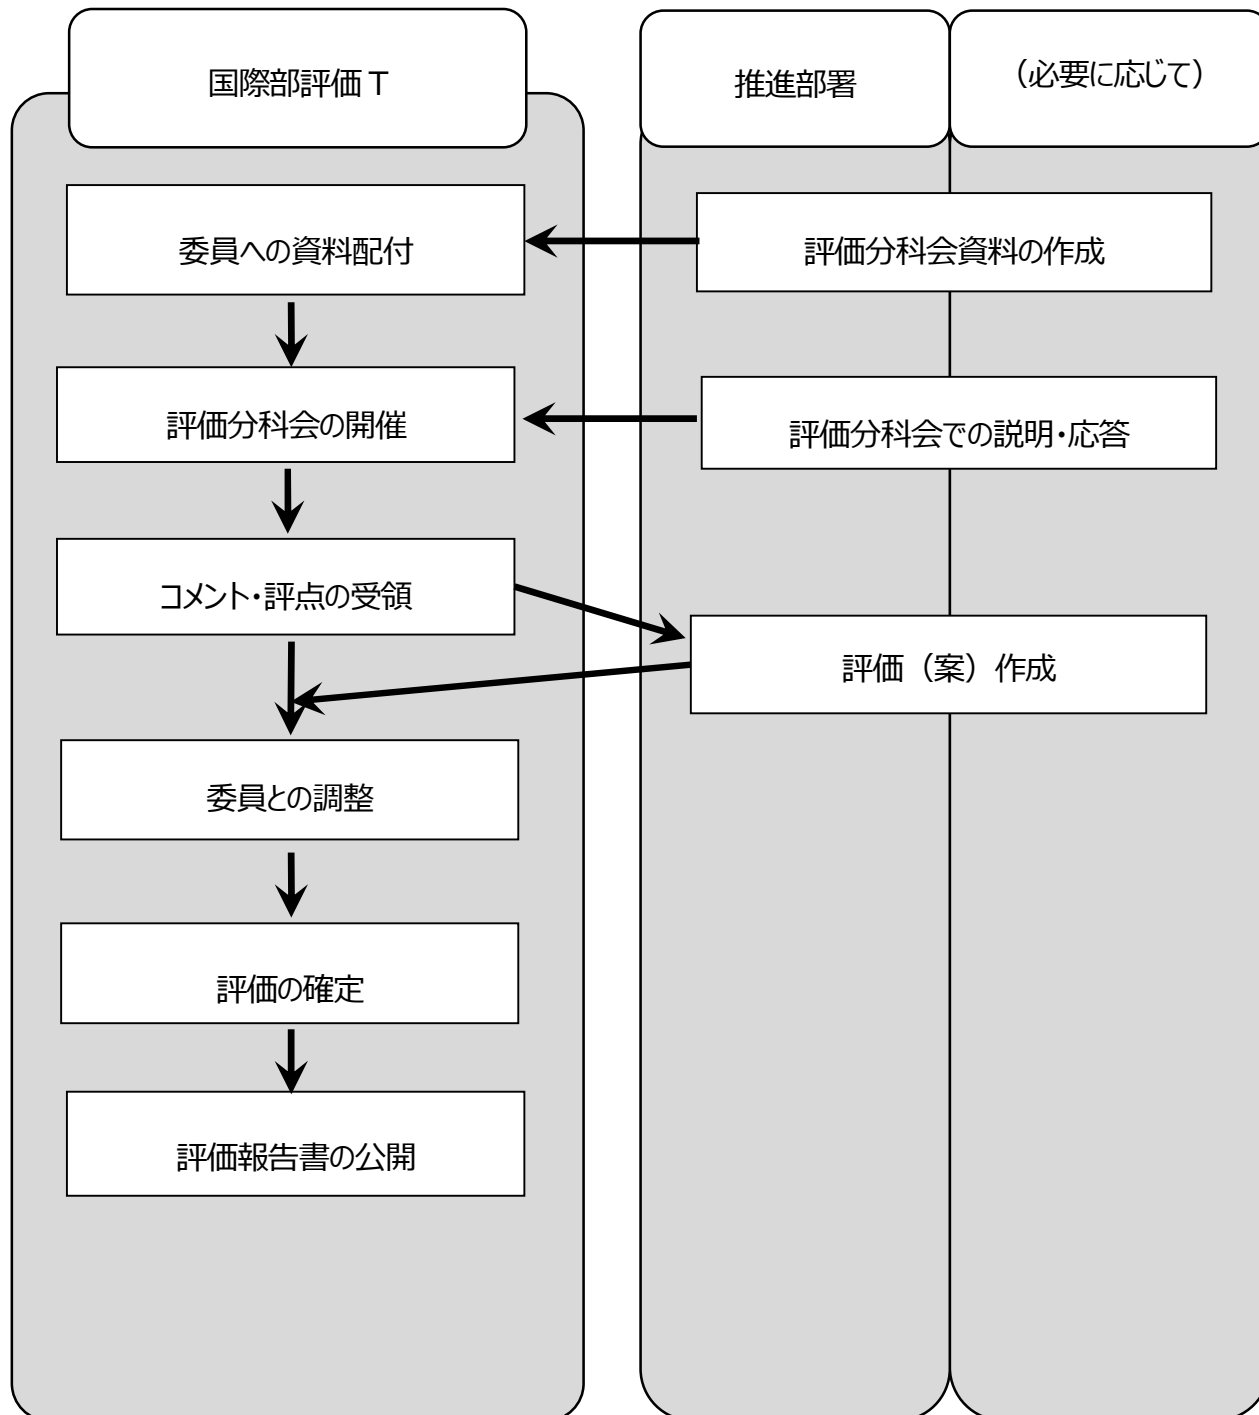 国際部評価T
推進部署
（必要に応じて）
委員への資料配付
評価分科会資料の作成
評価分科会の開催
評価分科会での説明・応答
コメント・評点の受領
評価（案）作成
委員との調整
評価の確定
評価報告書の公開